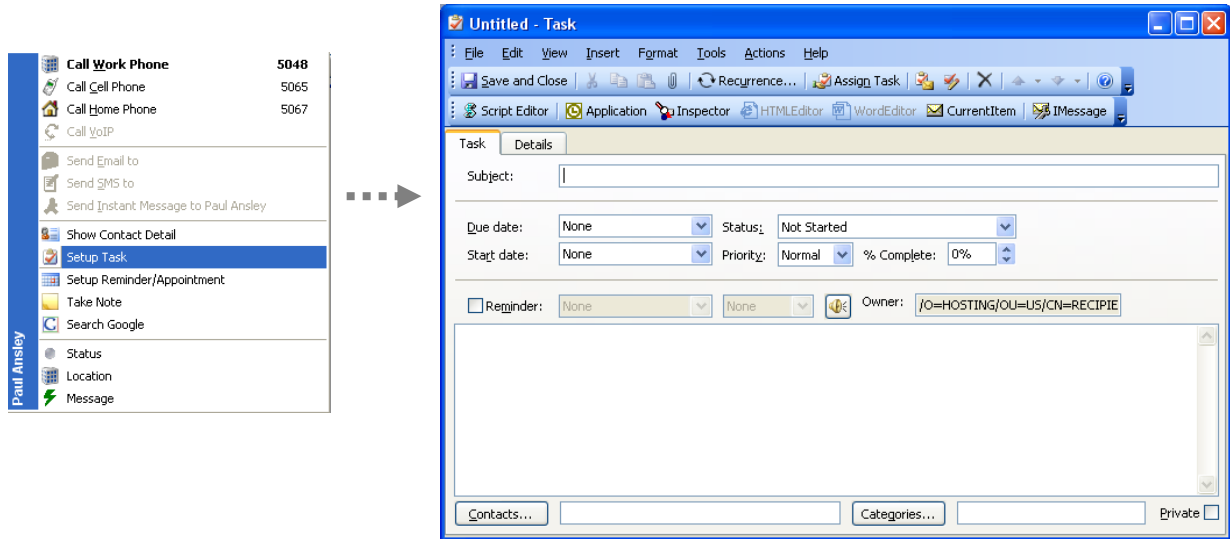 Call Work Phone 5048
Call Cell Phone 5065
Call Home Phone 5067
Call VoIP
Send Email to
Send SMS to
Send Instant Message to Paul Ansley
Show Contact Detail
Setup Task
Setup Reminder/Appointment
Take Note
Search Google
Status
Location
Message
Paul Ansley
Untitled - Task
File Edit View Insert Format Tools Actions Help
Save and Close Recurrence... Assign Task
Script Editor Application Inspector HTMLEditor WordEditor CurrentItem IMessage
Task Details
Subject:
Due date: None Status: Not Started
Start date: None Priority: Normal % Complete: 0%
Reminder: None None Owner: /O=HOSTING/OU=US/CN=RECIPIE
Contacts... Categories... Private